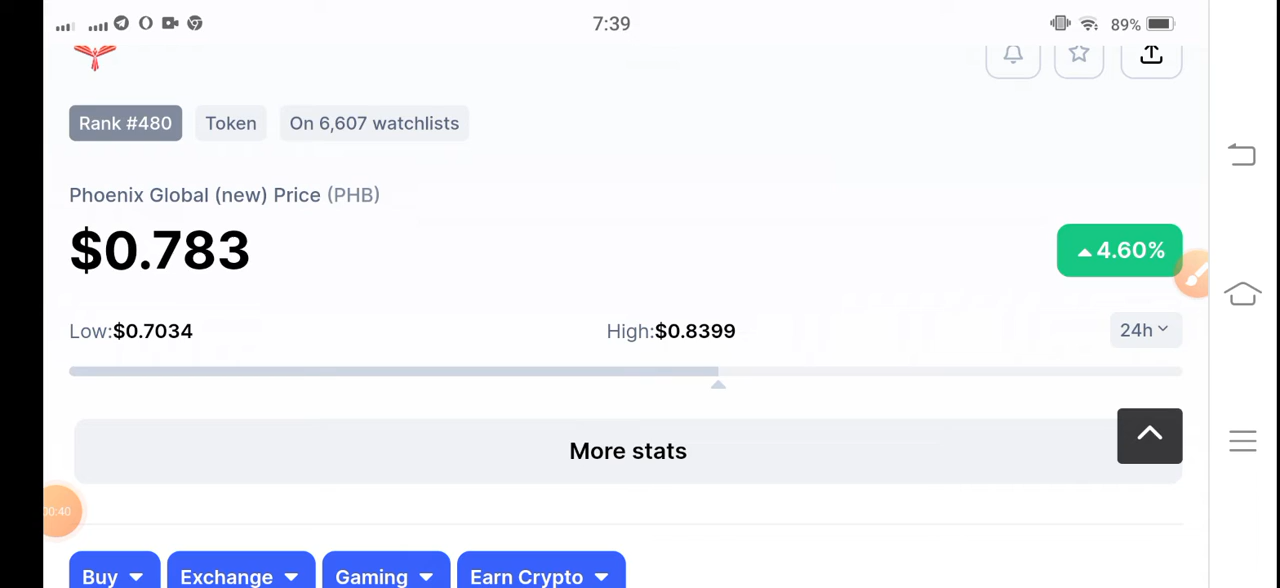 7:39
89%
Rank #480 Token On 6,607 watchlists
Phoenix Global (new) Price (PHB)
$0.783
4.60%
Low:$0.7034 High:$0.8399 24h
More stats
00:40
Buy Exchange Gaming Earn Crypto